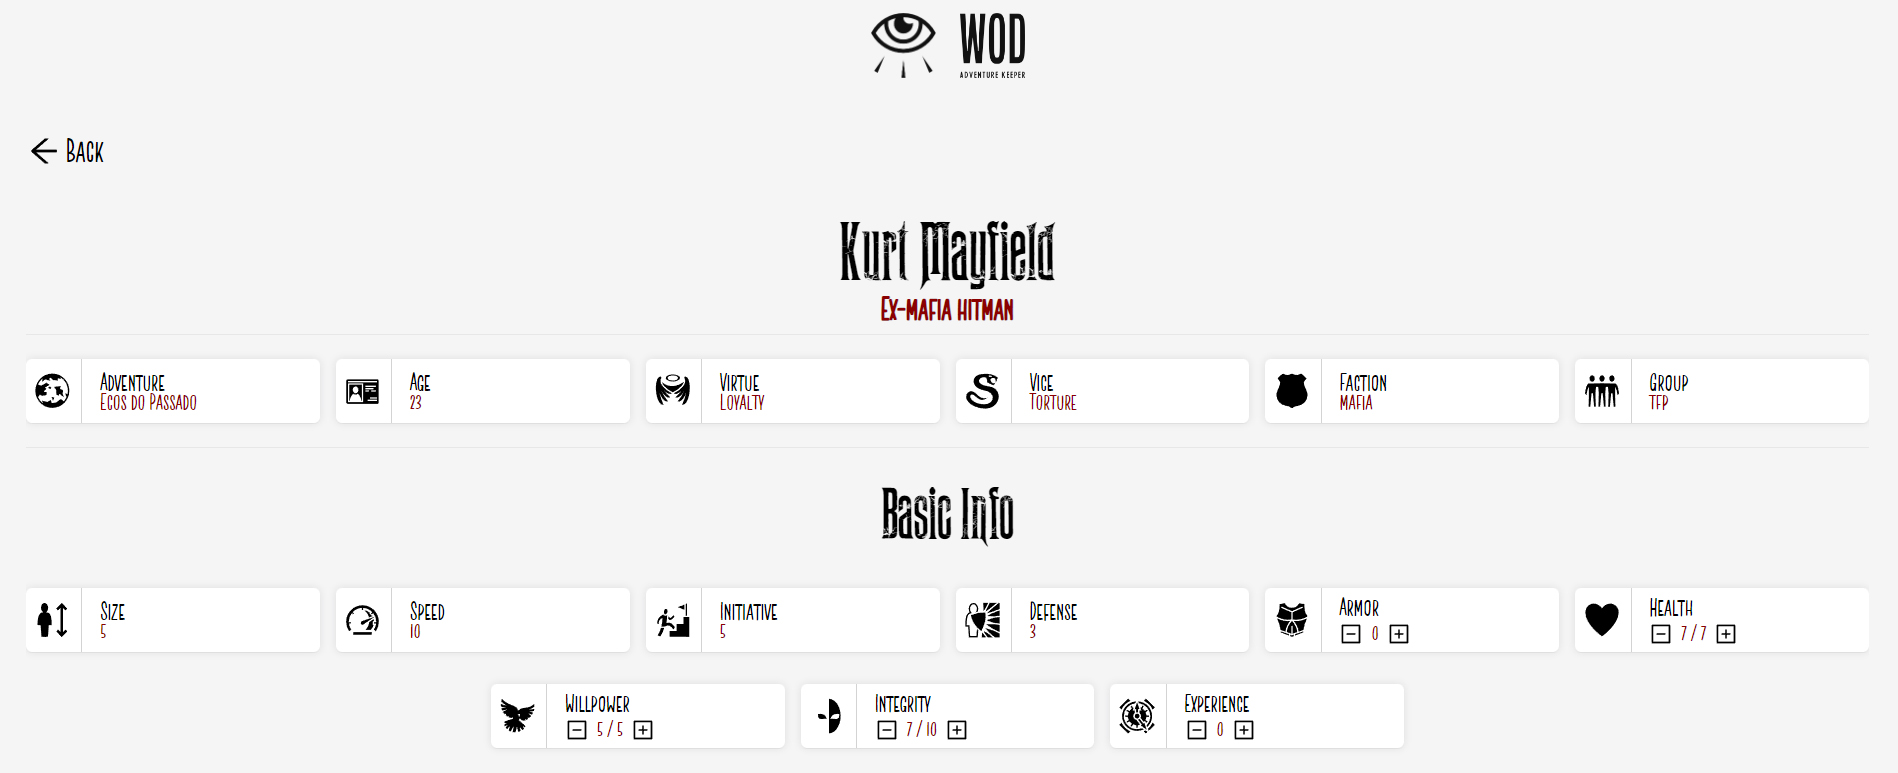 WOD
ADVENTURE KEEPER
Back
Kurt Mayfield
Ex-mafia hitman
Adventure
Egos do Passado
Age
23
Virtue
Loyalty
Vice
Torture
Faction
Mafia
Group
TFP
Basic Info
Size
5
Speed
10
Initiative
5
Defense
3
Armor
0
Health
7 / 7
Willpower
5 / 5
Integrity
7 / 10
Experience
0